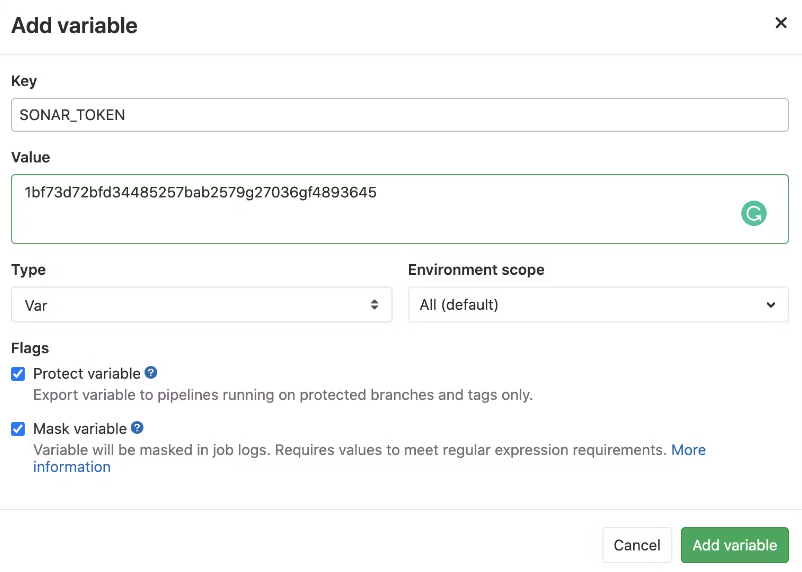 Add variable
Key
SONAR_TOKEN
Value
1bf73d72bfd34485257bab2579g27036gf4893645
Type
Environment scope
Var
All (default)
Flags
Protect variable
Export variable to pipelines running on protected branches and tags only.
Mask variable
Variable will be masked in job logs. Requires values to meet regular expression requirements. More
information
Cancel
Add variable